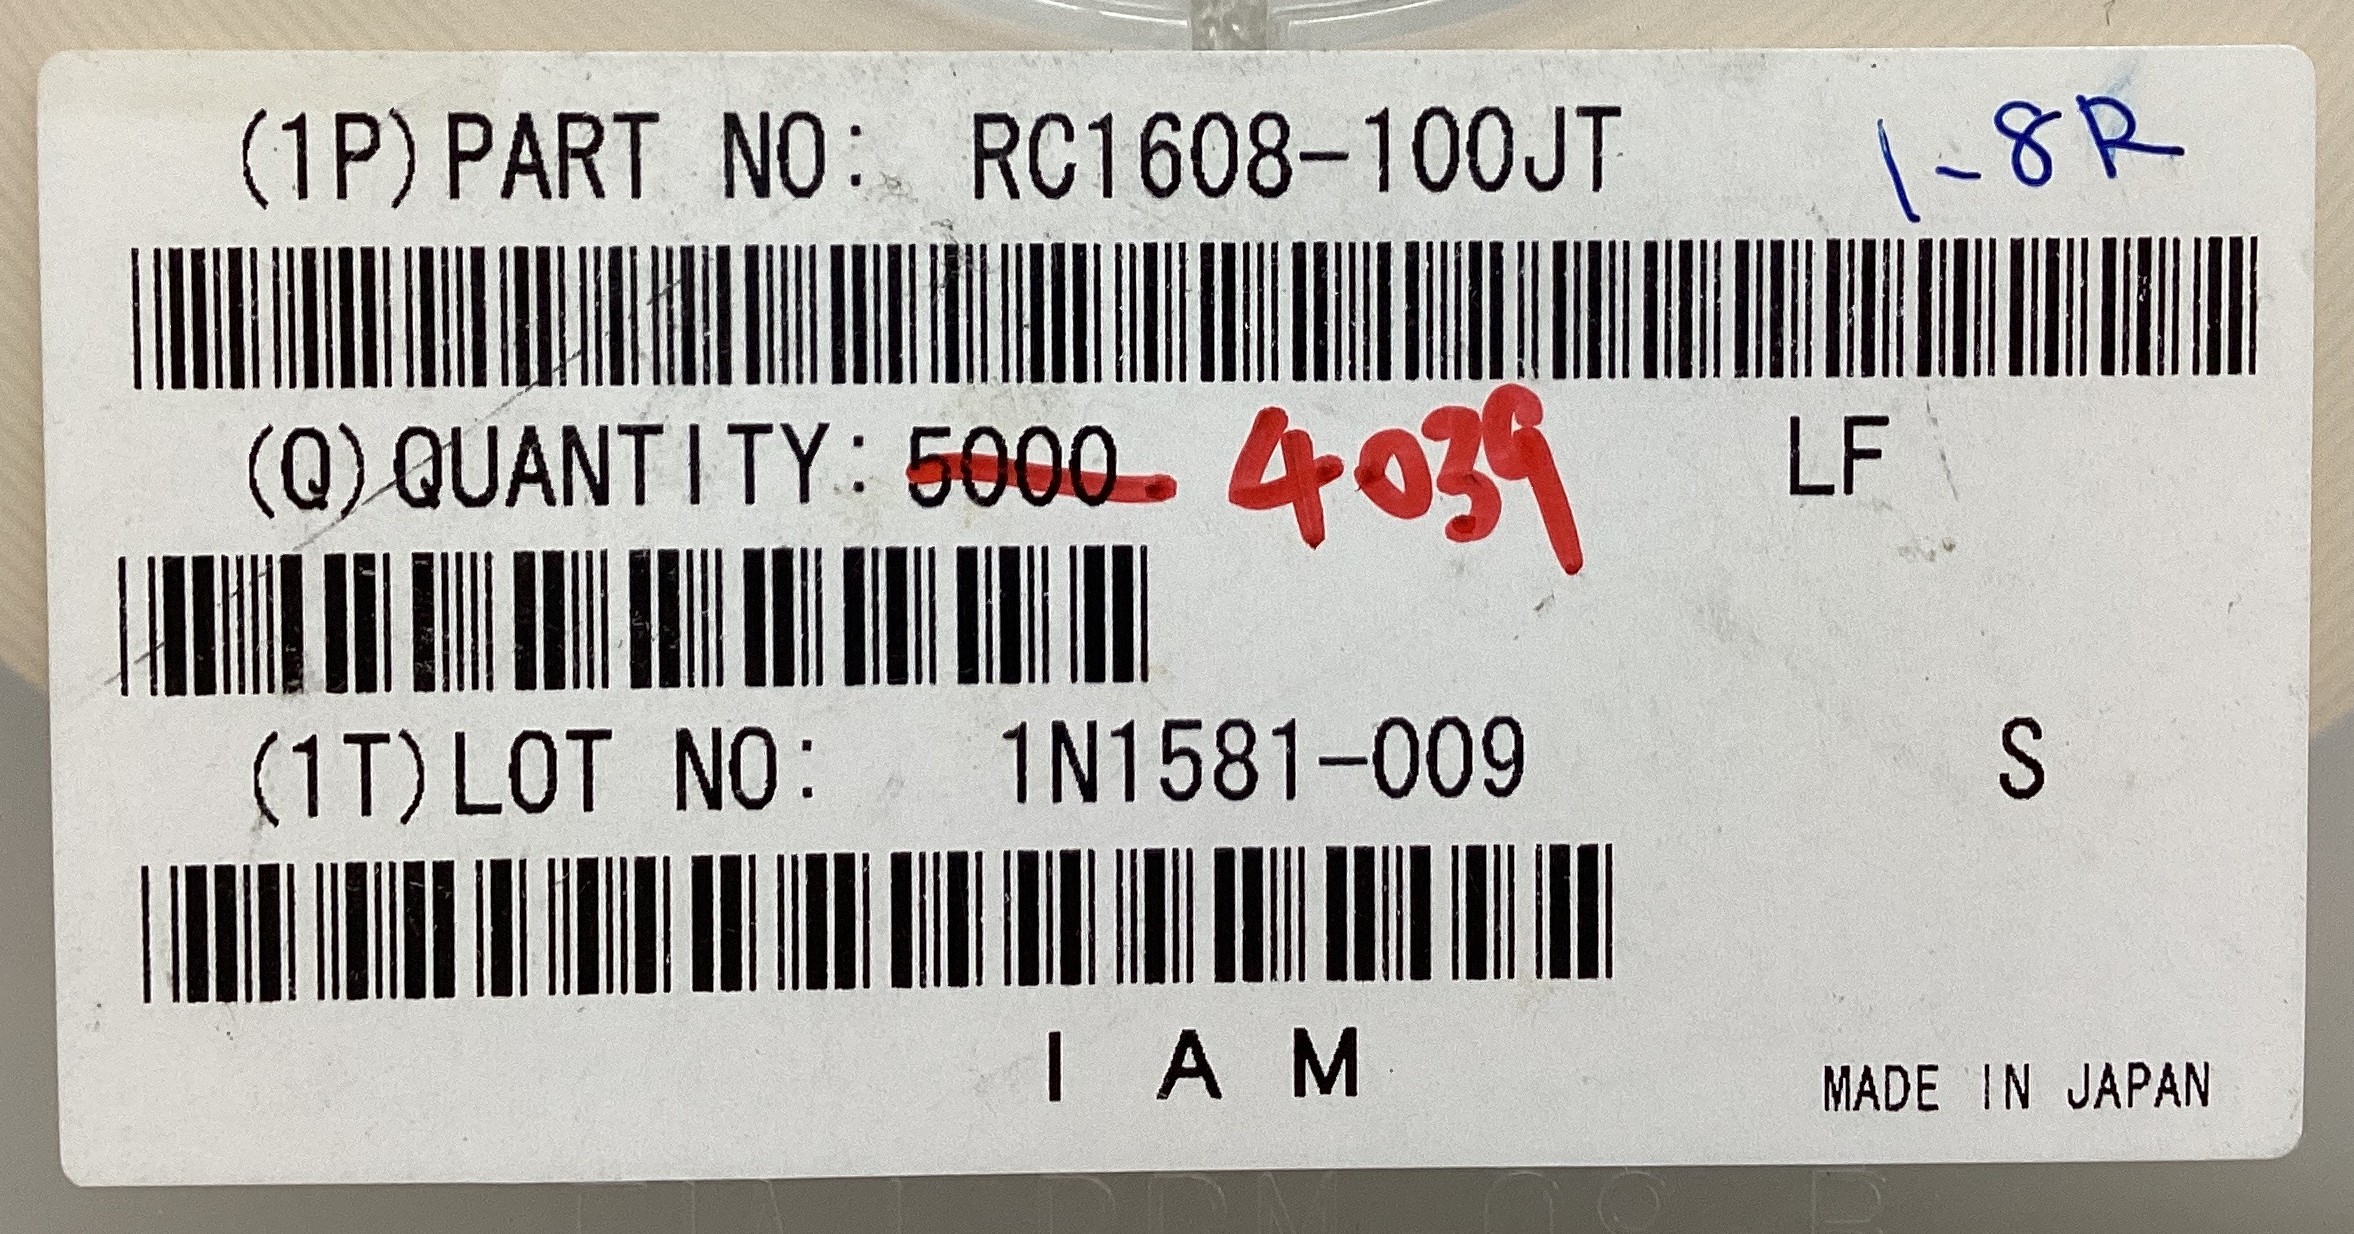 (1P)PART NO: RC1608-100JT 1-8R
(Q)QUANTITY: 5000 4039 LF
(1T)LOT NO: 1N1581-009 S
I A M
MADE IN JAPAN